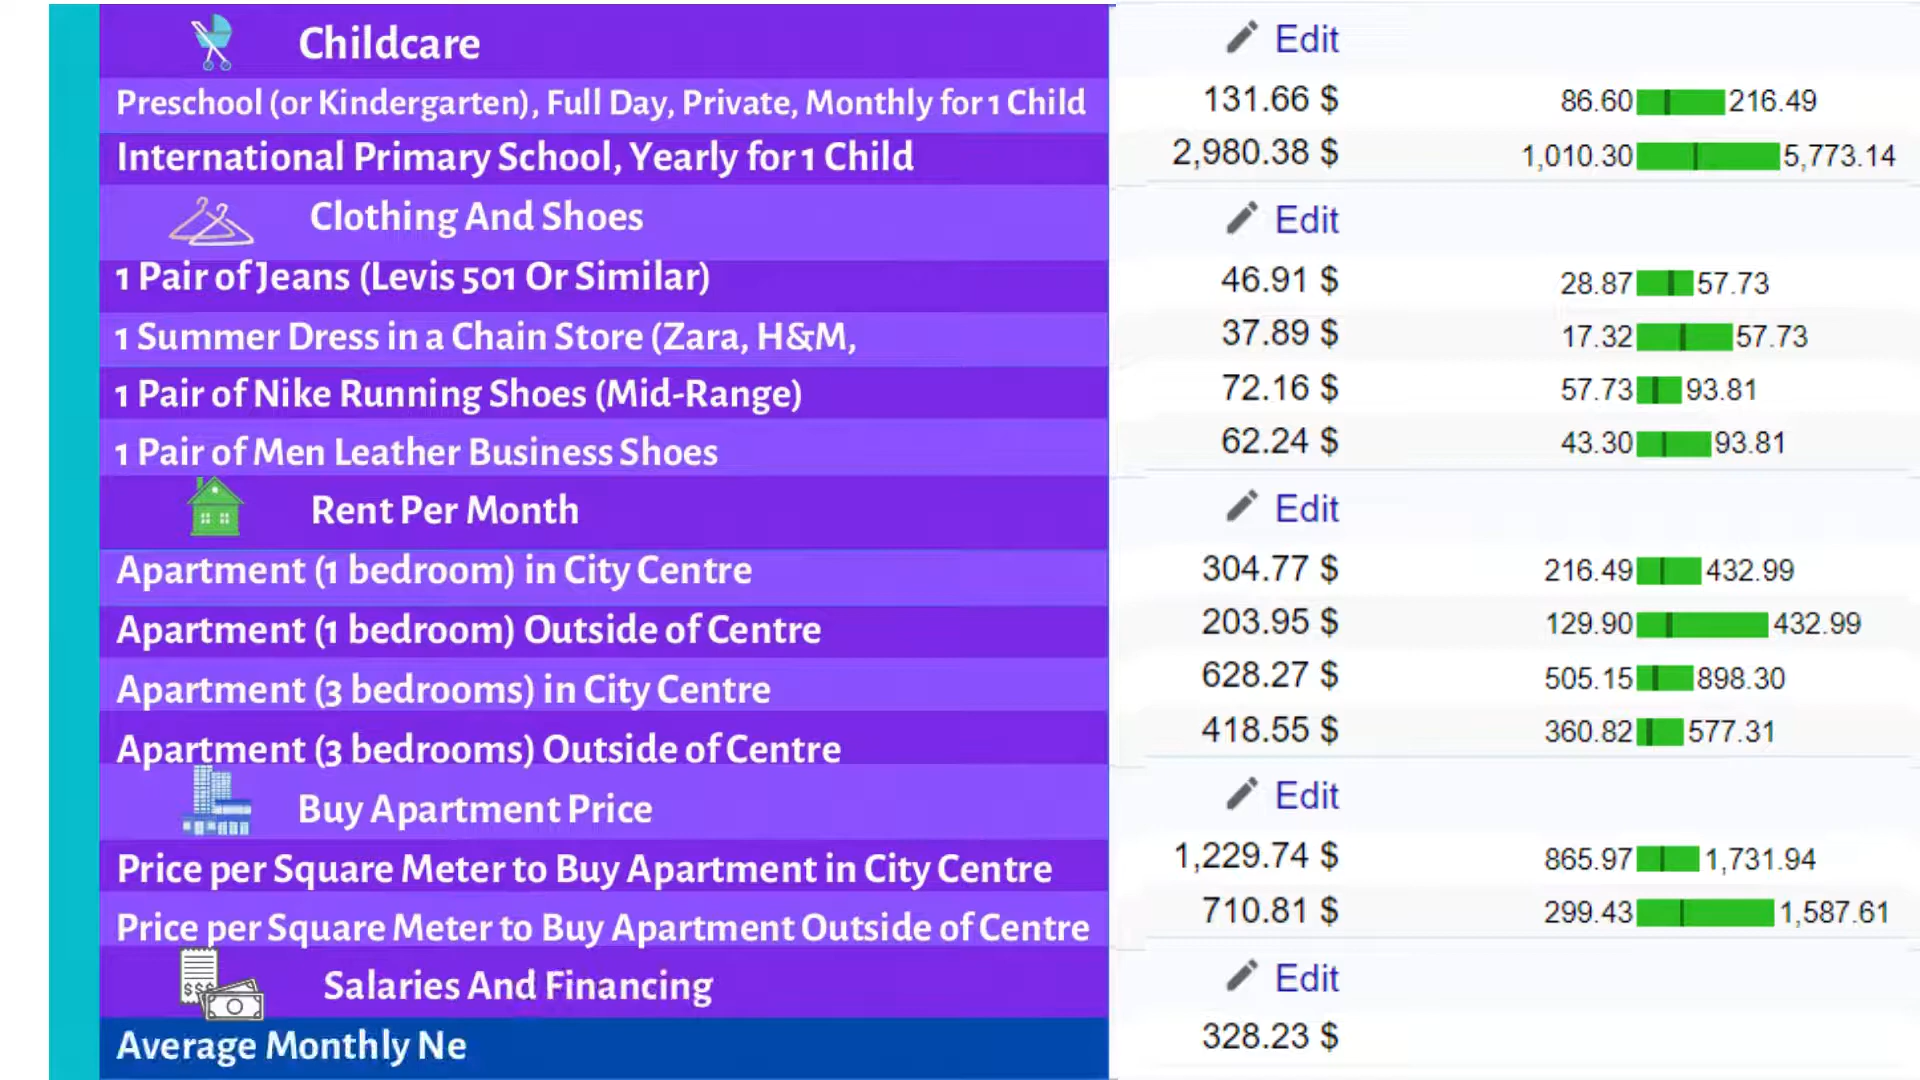 Childcare Edit
Preschool (or Kindergarten), Full Day, Private, Monthly for 1 Child 131.66 $ 86.60 216.49
International Primary School, Yearly for 1 Child 2,980.38 $ 1,010.30 5,773.14
Clothing And Shoes Edit
1 Pair of Jeans (Levis 501 Or Similar) 46.91 $ 28.87 57.73
1 Summer Dress in a Chain Store (Zara, H&M, 37.89 $ 17.32 57.73
1 Pair of Nike Running Shoes (Mid-Range) 72.16 $ 57.73 93.81
1 Pair of Men Leather Business Shoes 62.24 $ 43.30 93.81
Rent Per Month Edit
Apartment (1 bedroom) in City Centre 304.77 $ 216.49 432.99
Apartment (1 bedroom) Outside of Centre 203.95 $ 129.90 432.99
Apartment (3 bedrooms) in City Centre 628.27 $ 505.15 898.30
Apartment (3 bedrooms) Outside of Centre 418.55 $ 360.82 577.31
Buy Apartment Price Edit
Price per Square Meter to Buy Apartment in City Centre 1,229.74 $ 865.97 1,731.94
Price per Square Meter to Buy Apartment Outside of Centre 710.81 $ 299.43 1,587.61
Salaries And Financing Edit
Average Monthly Ne 328.23 $